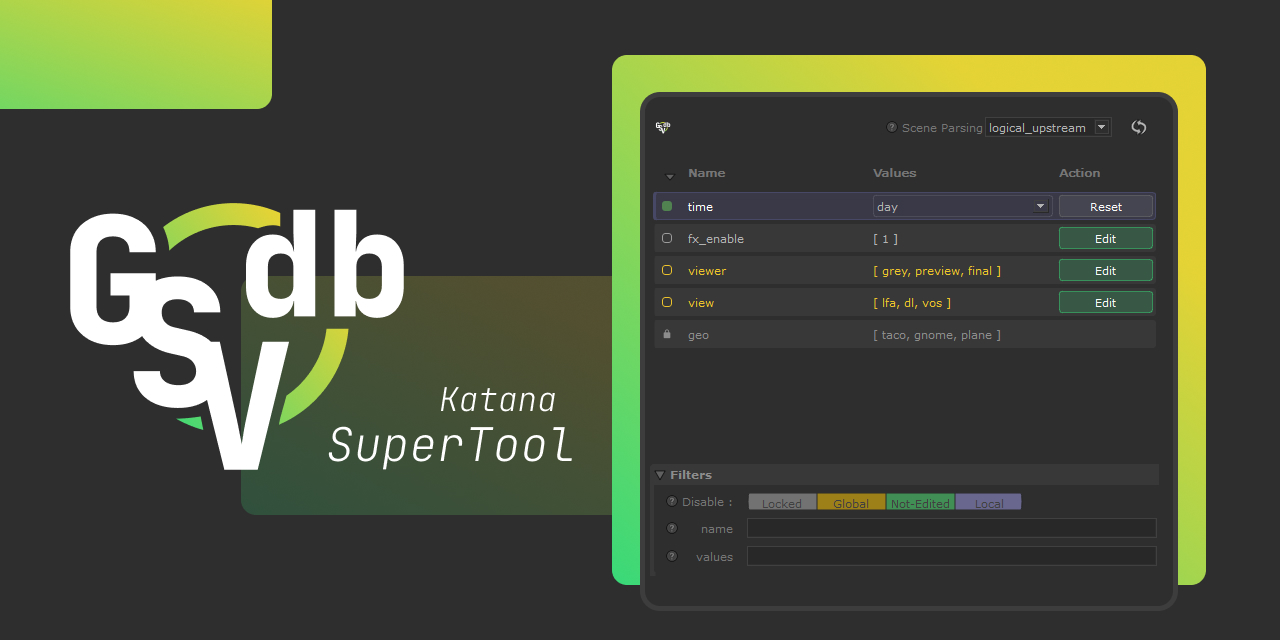 G db
S
V
Katana
SuperTool
GSVdb
? Scene Parsing logical_upstream
Name Values Action
time day Reset
fx_enable [ 1 ] Edit
viewer [ grey, preview, final ] Edit
view [ lfa, dl, vos ] Edit
geo [ taco, gnome, plane ]
Filters
? Disable : Locked Global Not-Edited Local
? name
? values